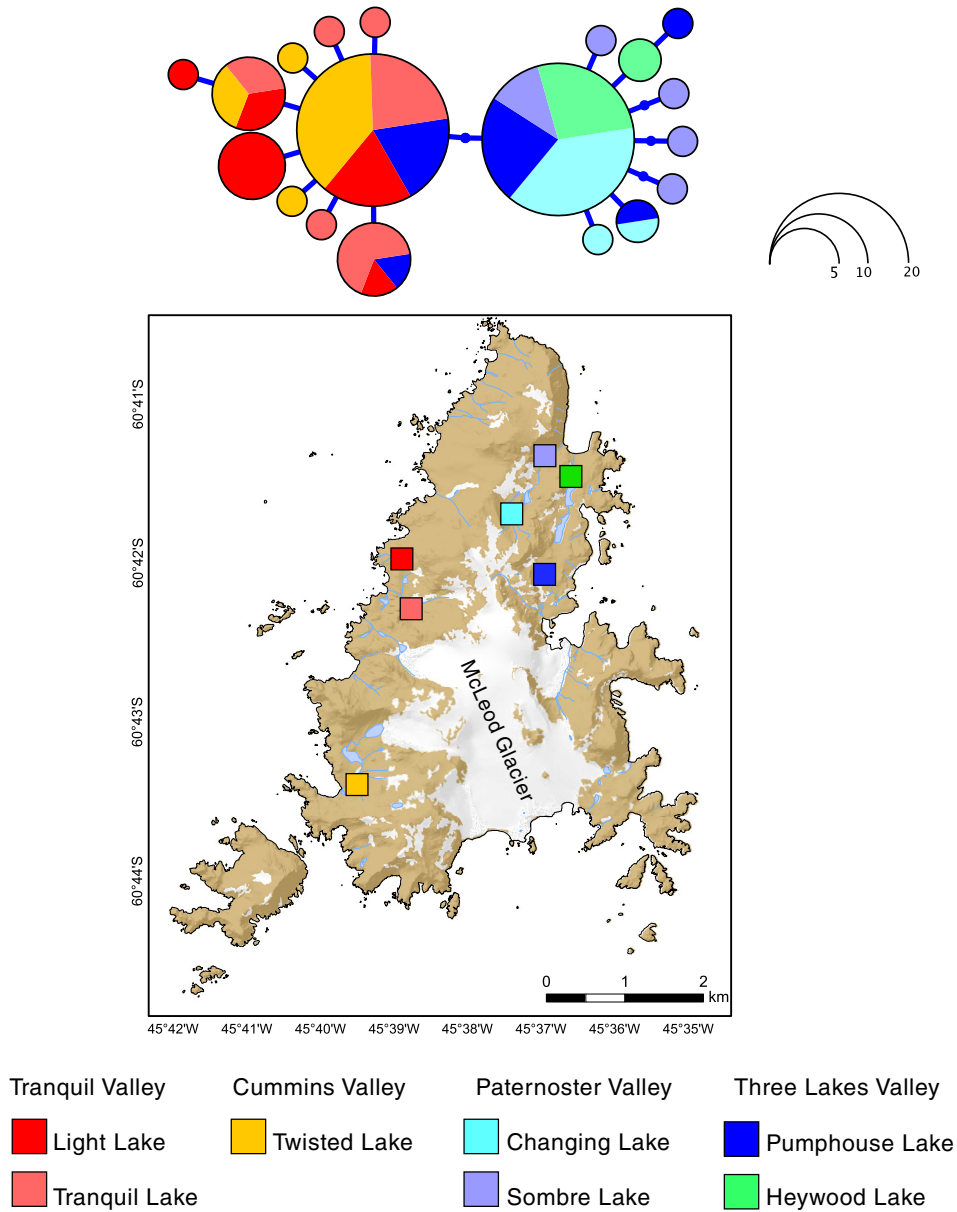 5 10 20
60°41'S
60°42'S
60°43'S
60°44'S
McLeod Glacier
0 1 2
km
45°42'W 45°41'W 45°40'W 45°39'W 45°38'W 45°37'W 45°36'W 45°35'W
Tranquil Valley Cummins Valley Paternoster Valley Three Lakes Valley
Light Lake Twisted Lake Changing Lake Pumphouse Lake
Tranquil Lake Sombre Lake Heywood Lake